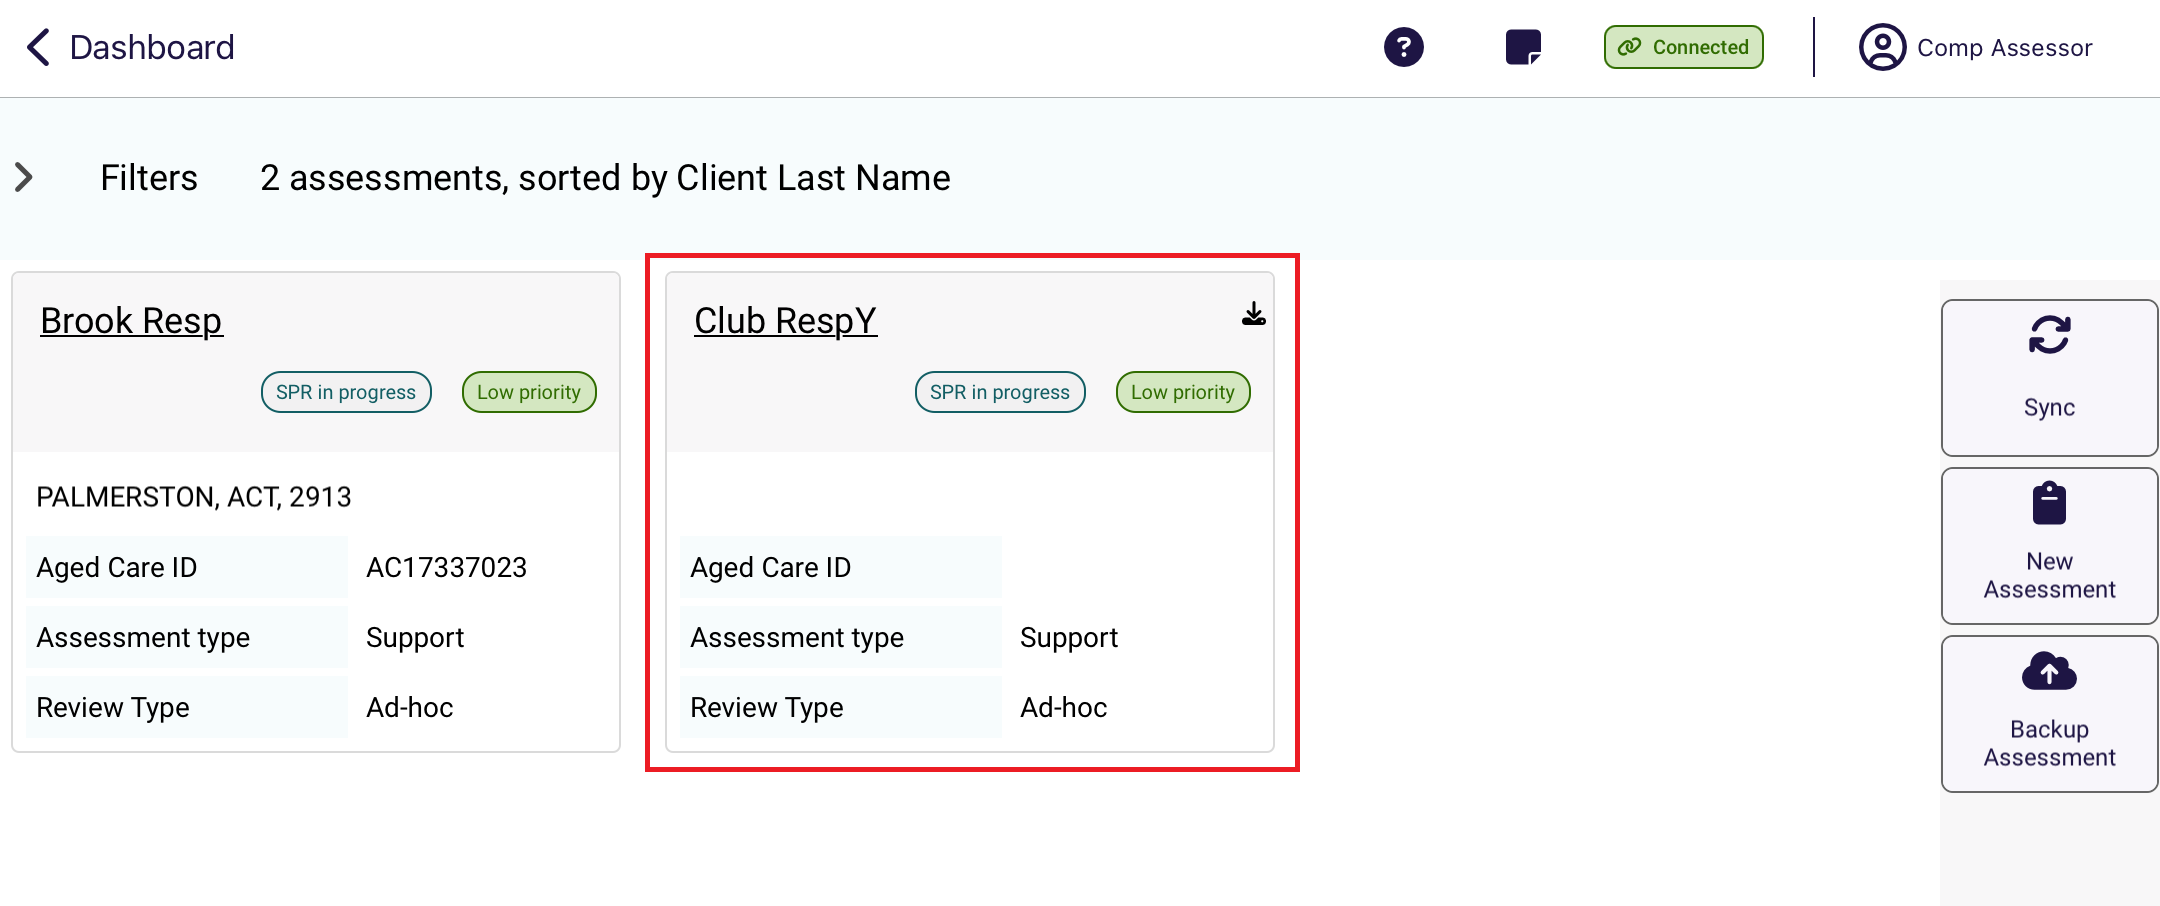 Dashboard
?
Connected
Comp Assessor
Filters
2 assessments, sorted by Client Last Name
Brook Resp
SPR in progress
Low priority
PALMERSTON, ACT, 2913
Aged Care ID
AC17337023
Assessment type
Support
Review Type
Ad-hoc
Club RespY
SPR in progress
Low priority
Aged Care ID
Assessment type
Support
Review Type
Ad-hoc
Sync
New
Assessment
Backup
Assessment